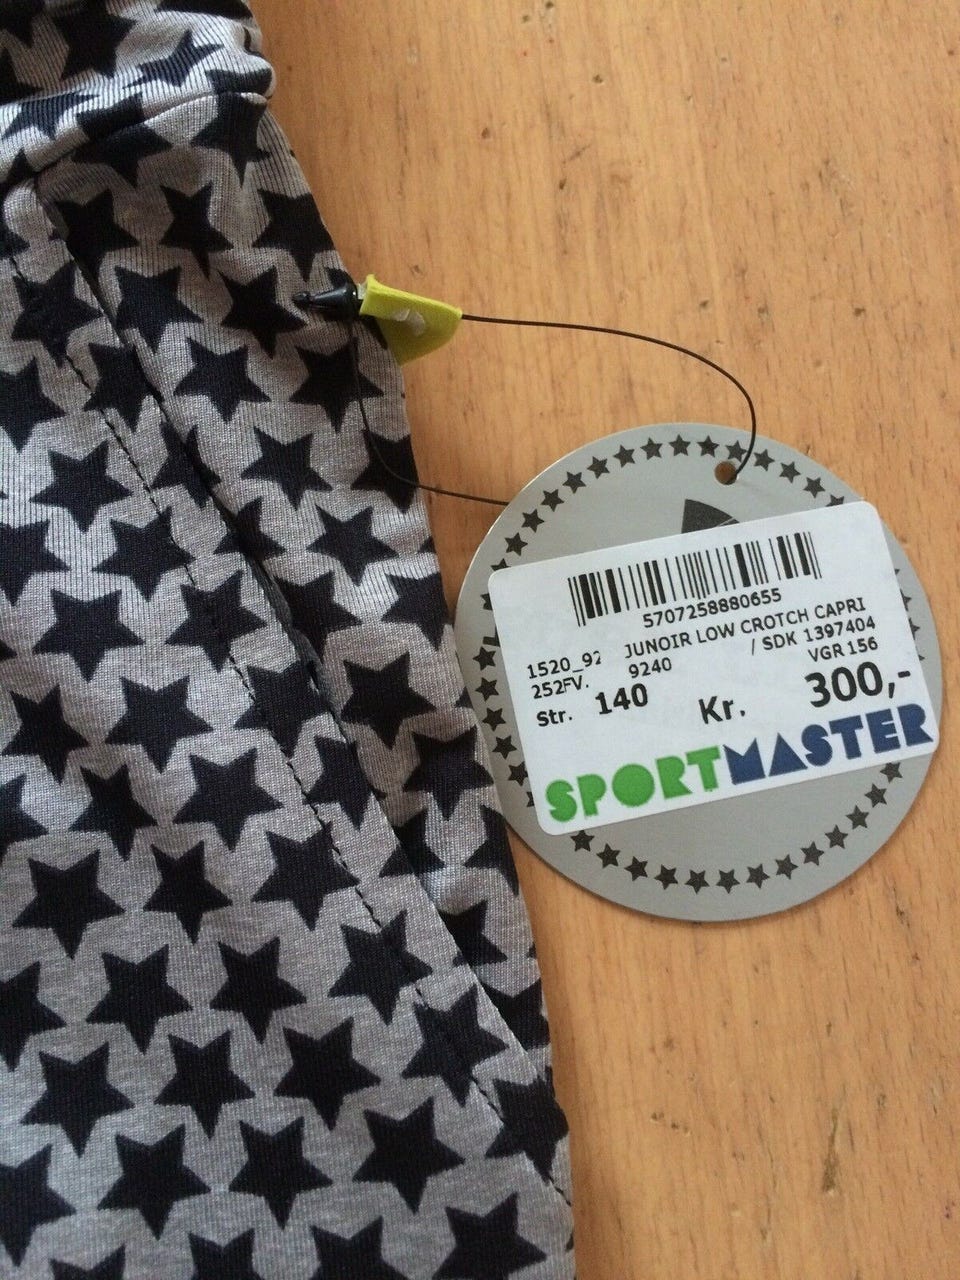 5707258880655
JUNOIR LOW CROTCH CAPRI
1520_92 9240 / SDK 1397404
252FV. VGR 156
Str. 140 Kr. 300,-
SPORTMASTER